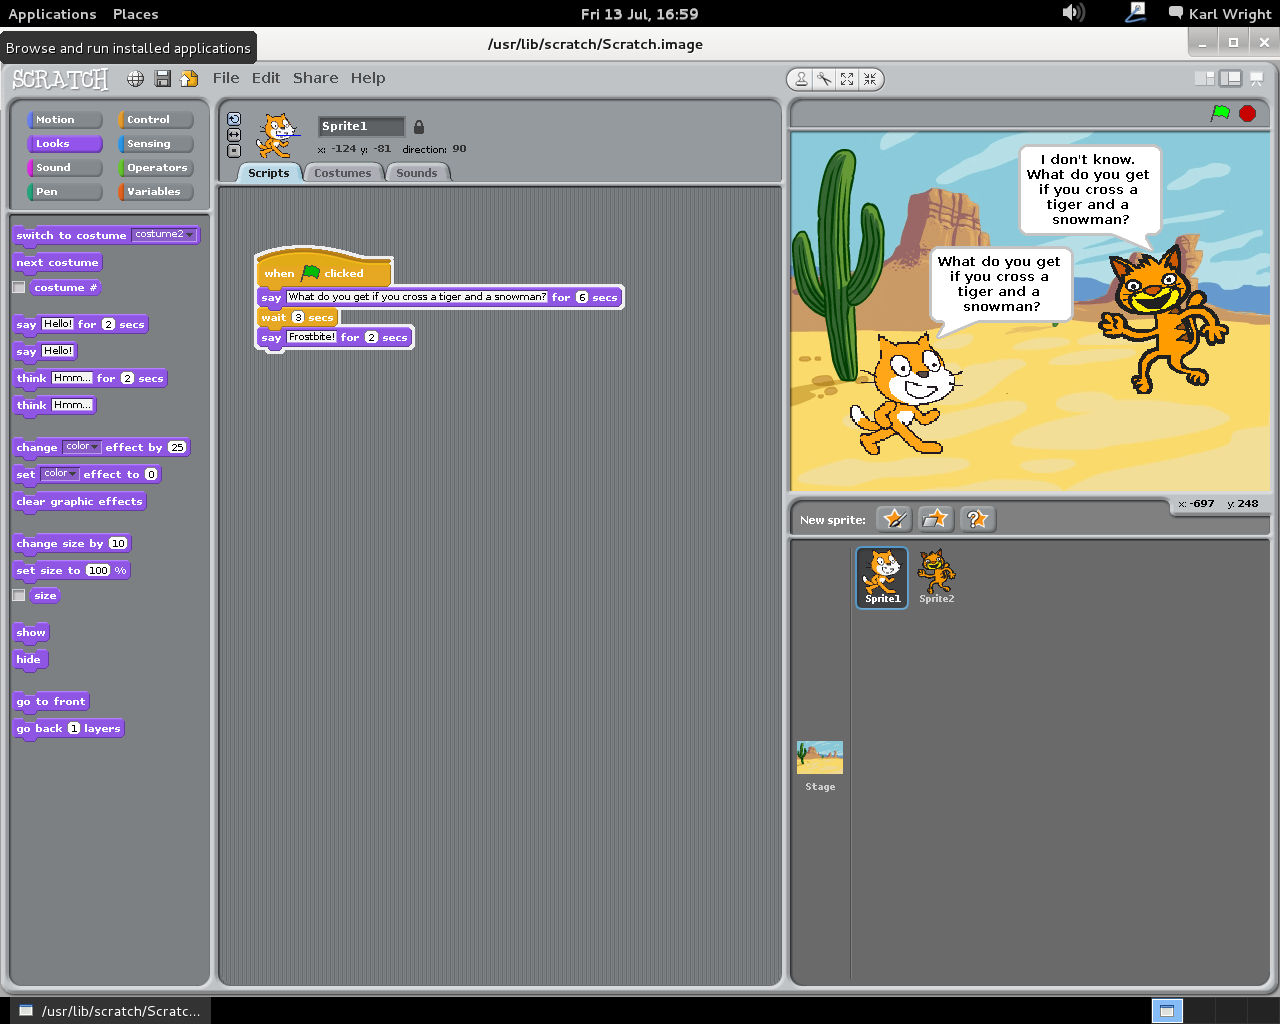 Applications Places Fri 13 Jul, 16:59 Karl Wright
Browse and run installed applications
/usr/lib/scratch/Scratch.image
SCRATCH File Edit Share Help
Motion Control
Looks Sensing
Sound Operators
Pen Variables
switch to costume costume2
next costume
costume #
say Hello! for 2 secs
say Hello!
think Hmm... for 2 secs
think Hmm...
change color effect by 25
set color effect to 0
clear graphic effects
change size by 10
set size to 100 %
size
show
hide
go to front
go back 1 layers
Sprite1
x: -124 y: -81 direction: 90
Scripts Costumes Sounds
when clicked
say What do you get if you cross a tiger and a snowman? for 6 secs
wait 3 secs
say Frostbite! for 2 secs
I don't know.
What do you get
if you cross a
tiger and a
snowman?
What do you get
if you cross a
tiger and a
snowman?
x: -697 y: 248
New sprite:
Sprite1 Sprite2
Stage
/usr/lib/scratch/Scratc...